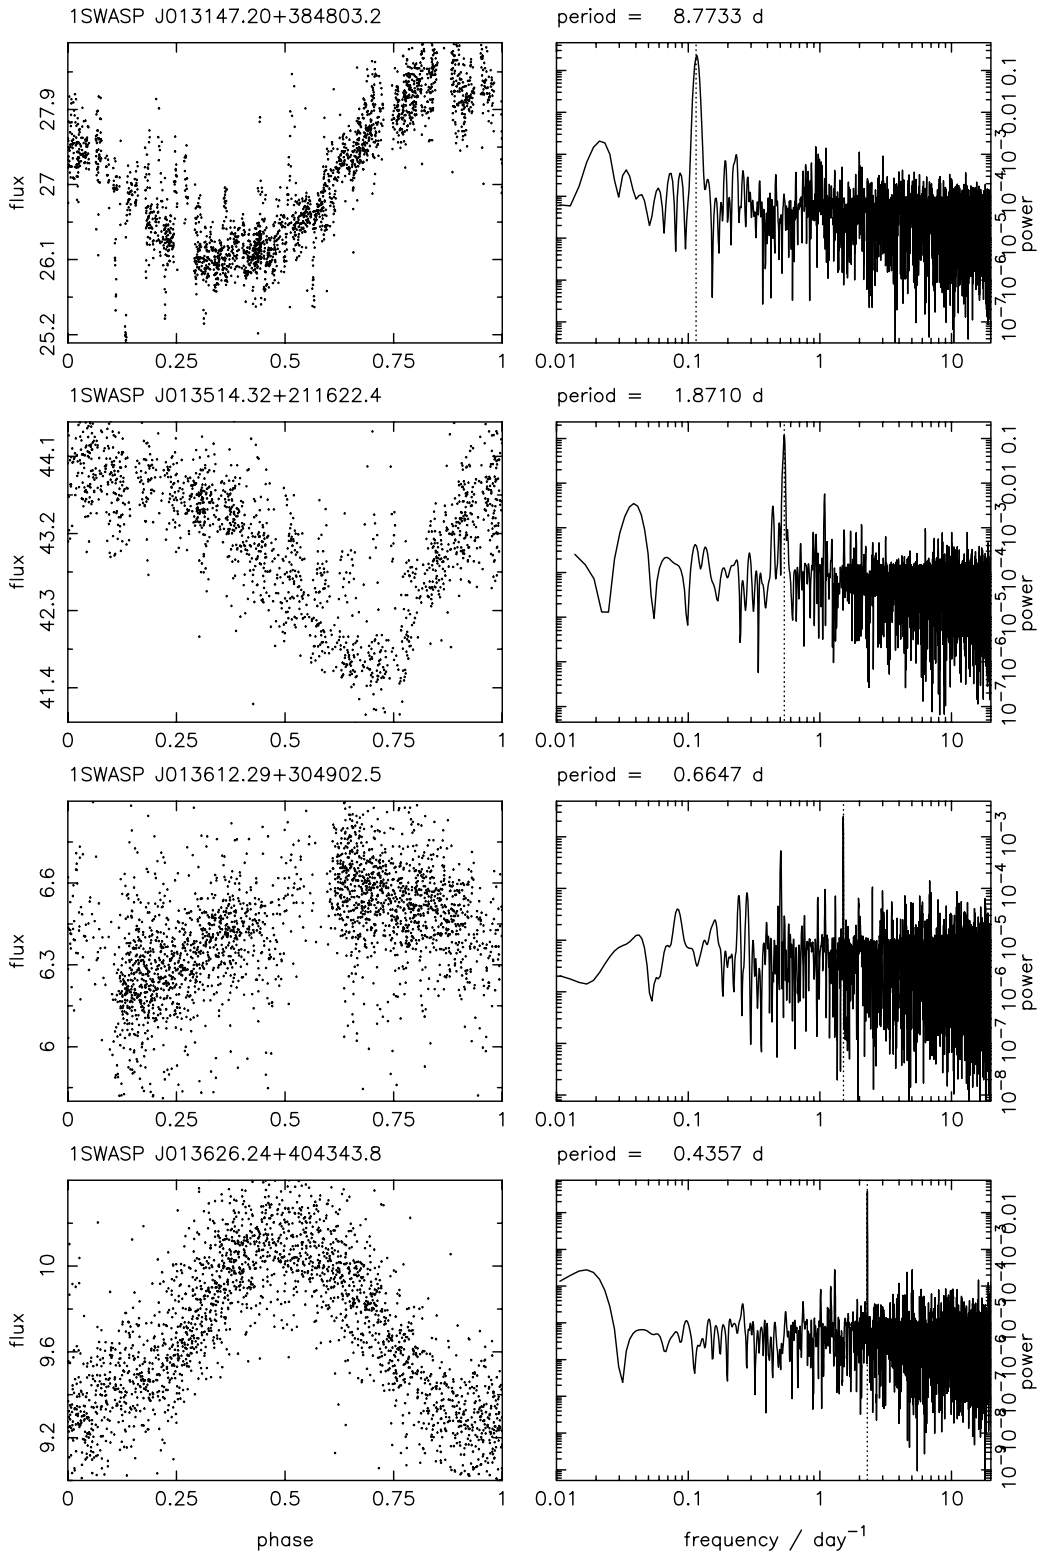 1SWASP J013147.20+384803.2
period = 8.7733 d
flux
25.2 26.1 27 27.9
0 0.25 0.5 0.75 1
10⁻⁷ 10⁻⁶ 10⁻⁵ 10⁻⁴ 10⁻³ 0.01 0.1
power
0.01 0.1 1 10
1SWASP J013514.32+211622.4
period = 1.8710 d
flux
41.4 42.3 43.2 44.1
0 0.25 0.5 0.75 1
10⁻⁷ 10⁻⁶ 10⁻⁵ 10⁻⁴ 10⁻³ 0.01 0.1
power
0.01 0.1 1 10
1SWASP J013612.29+304902.5
period = 0.6647 d
flux
6 6.3 6.6
0 0.25 0.5 0.75 1
10⁻⁸ 10⁻⁷ 10⁻⁶ 10⁻⁵ 10⁻⁴ 10⁻³
power
0.01 0.1 1 10
1SWASP J013626.24+404343.8
period = 0.4357 d
flux
9.2 9.6 10
0 0.25 0.5 0.75 1
10⁻⁹ 10⁻⁸ 10⁻⁷ 10⁻⁶ 10⁻⁵ 10⁻⁴ 10⁻³ 0.01
power
0.01 0.1 1 10
phase
frequency / day⁻¹